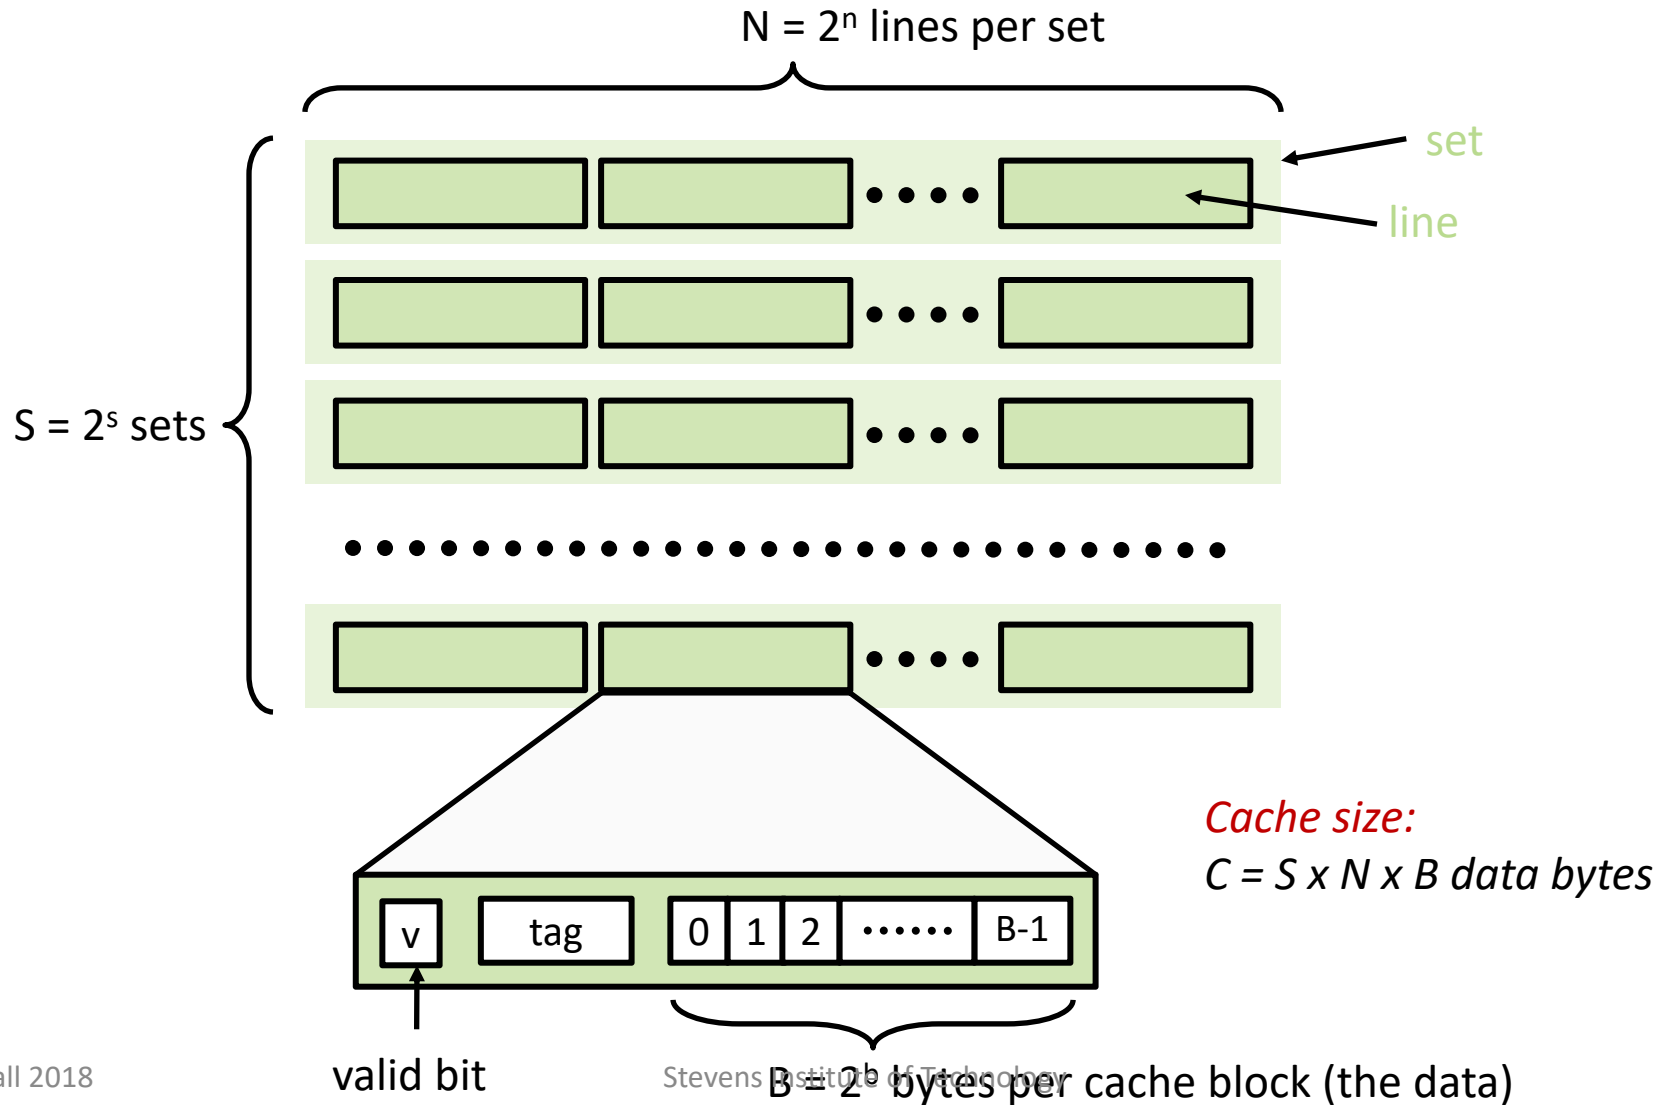 N = 2ⁿ lines per set
set
line
S = 2ˢ sets
Cache size:
C = S x N x B data bytes
v tag 0 1 2 B-1
valid bit
B = 2ᵇ bytes per cache block (the data)
all 2018
Stevens Institute of Technology